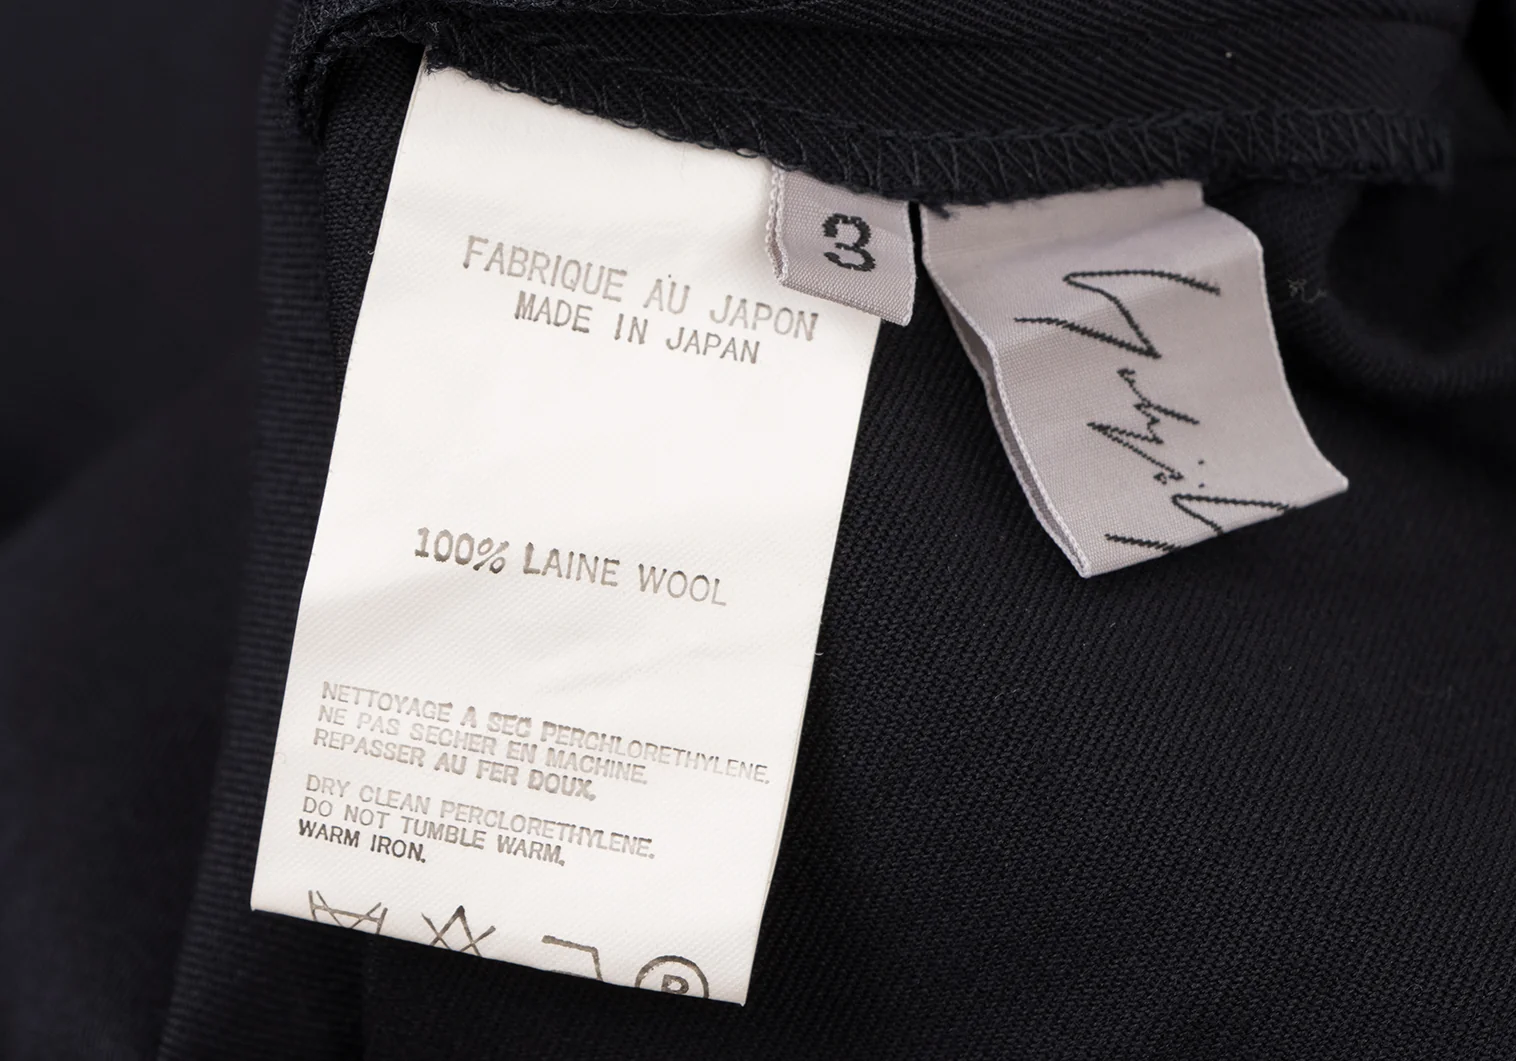 FABRIQUE AU JAPON
MADE IN JAPAN
3
100% LAINE WOOL
NETTOYAGE A SEC PERCHLORETHYLENE.
NE PAS SECHER EN MACHINE.
REPASSER AU FER DOUX.
DRY CLEAN PERCLORETHYLENE.
DO NOT TUMBLE WARM.
WARM IRON.
P